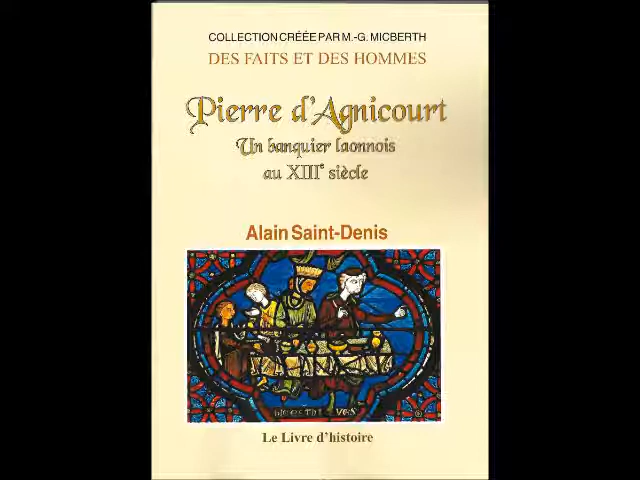 COLLECTION CRÉÉE PAR M.-G. MICBERTH
DES FAITS ET DES HOMMES
Pierre d'Agnicourt
Un banquier laonnois
au XIIIe siècle
Alain Saint-Denis
Le Livre d'histoire